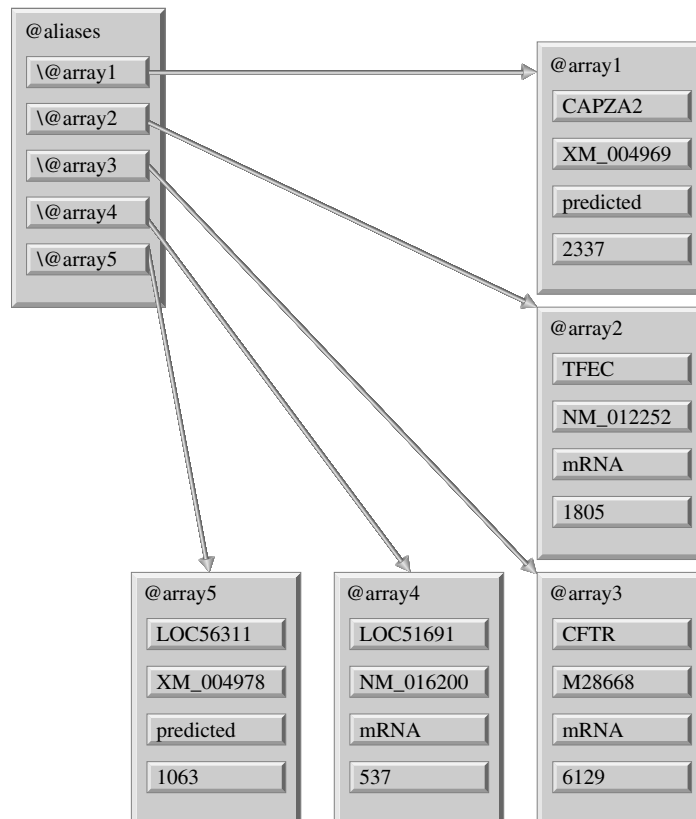 @aliases
\@array1
\@array2
\@array3
\@array4
\@array5
@array1
CAPZA2
XM_004969
predicted
2337
@array2
TFEC
NM_012252
mRNA
1805
@array5
LOC56311
XM_004978
predicted
1063
@array4
LOC51691
NM_016200
mRNA
537
@array3
CFTR
M28668
mRNA
6129